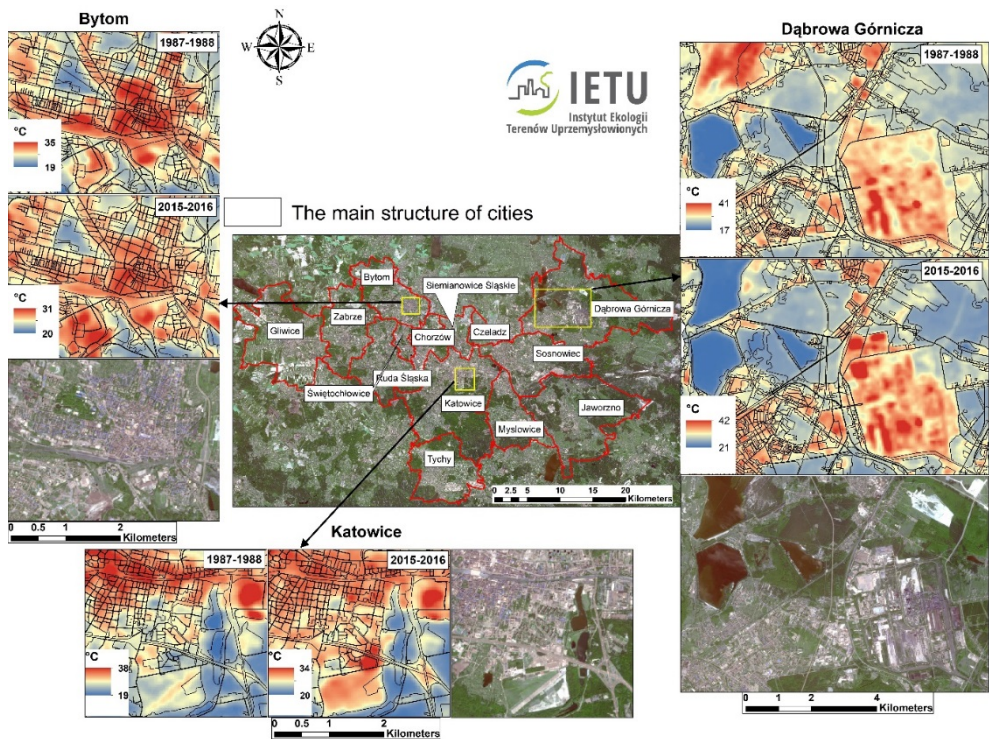 Bytom
1987-1988
°C
35
19
2015-2016
°C
31
20
0 0.5 1 2
Kilometers
N
W E
S
IETU
Instytut Ekologii
Terenów Uprzemysłowionych
The main structure of cities
Bytom
Siemianowice Śląskie
Gliwice
Zabrze
Chorzów
Czeladz
Dąbrowa Górnicza
Sosnowiec
Świętochłowice
Ruda Śląska
Katowice
Mysłowice
Jaworzno
Tychy
0 2.5 5 10 15 20
Kilometers
Dąbrowa Górnicza
1987-1988
°C
41
17
2015-2016
°C
42
21
0 1 2 4
Kilometers
Katowice
1987-1988
°C
38
19
2015-2016
°C
34
20
0 0.5 1 2
Kilometers